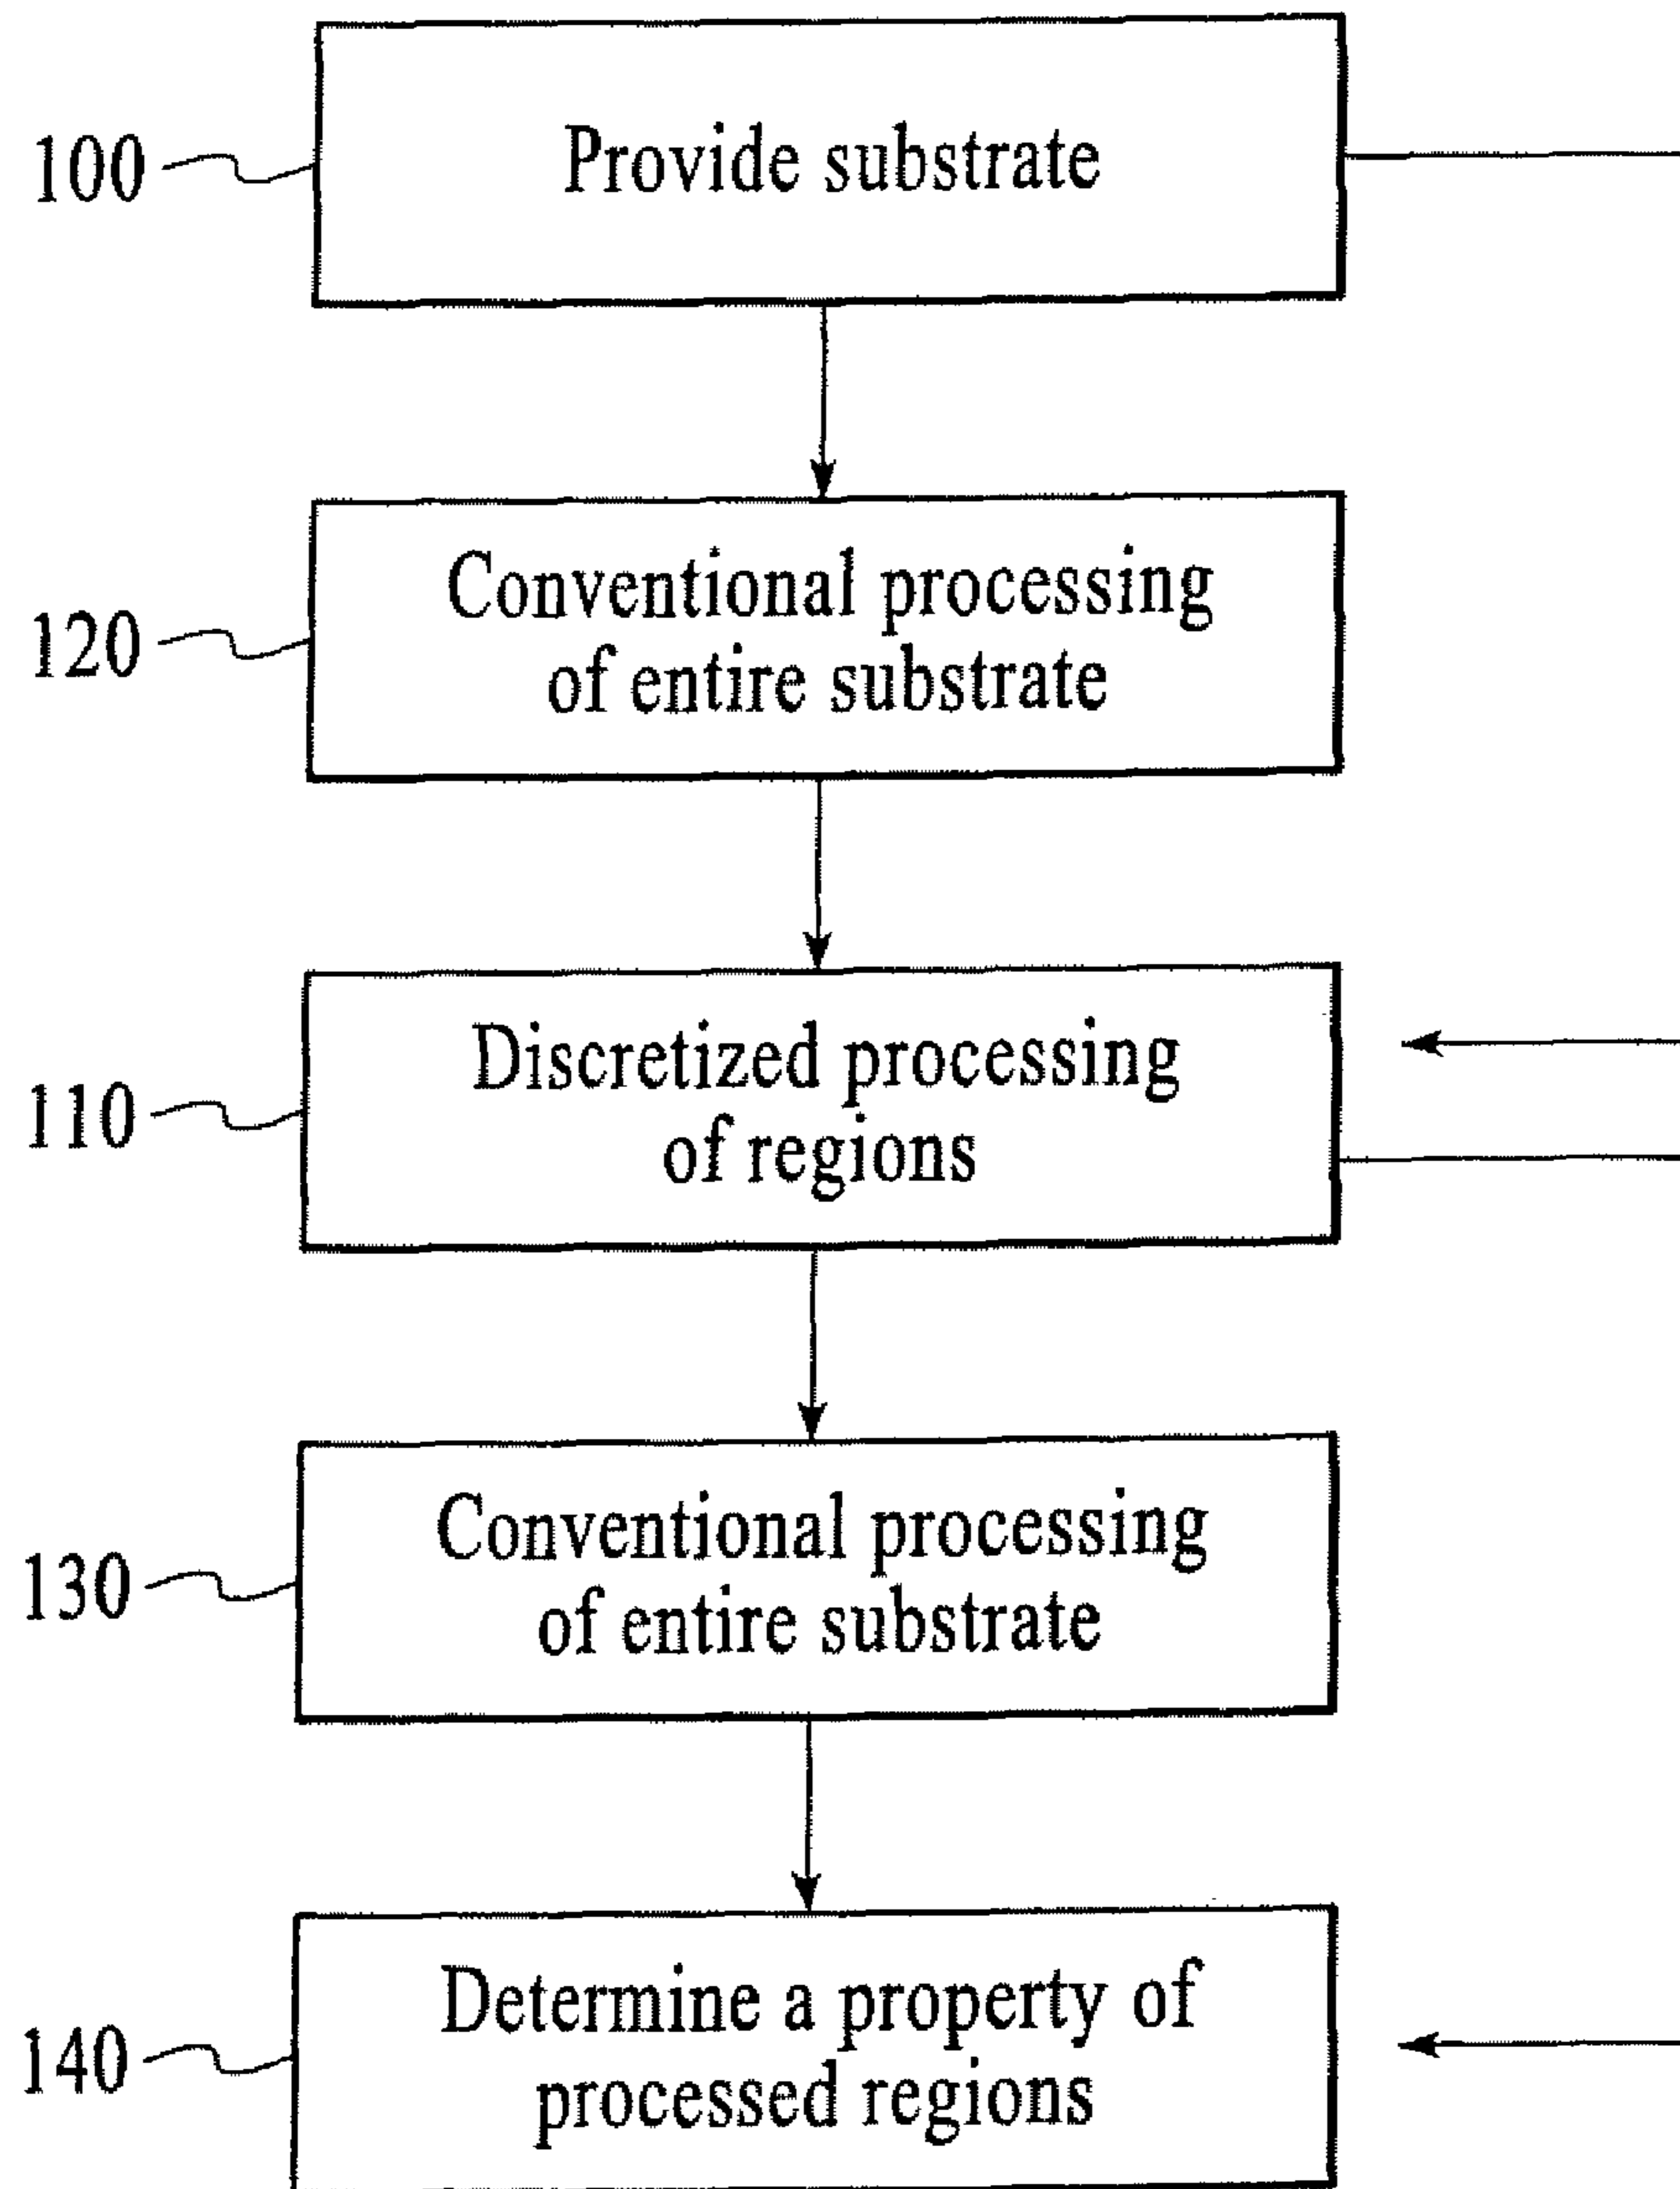 100
Provide substrate
120
Conventional processing
of entire substrate
110
Discretized processing
of regions
130
Conventional processing
of entire substrate
140
Determine a property of
processed regions